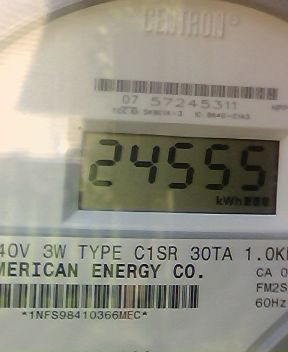 CENTRON®
07 57245311
24555
kWh
40V 3W TYPE C1SR 30TA 1.0K
MERICAN ENERGY CO.
CA 0
FM2S
60Hz
*1NFS98410366MEC*